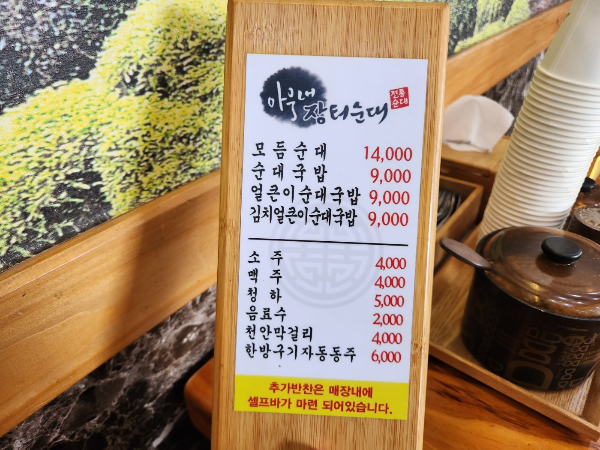 아우내
장터순대
전통
순대
모듬순대 14,000
순대국밥 9,000
얼큰이순대국밥 9,000
김치얼큰이순대국밥 9,000
소주 4,000
맥주 4,000
청하 5,000
음료수 2,000
천안막걸리 4,000
한방구기자동동주 6,000
추가반찬은 매장내에
셀프바가 마련 되어있습니다.